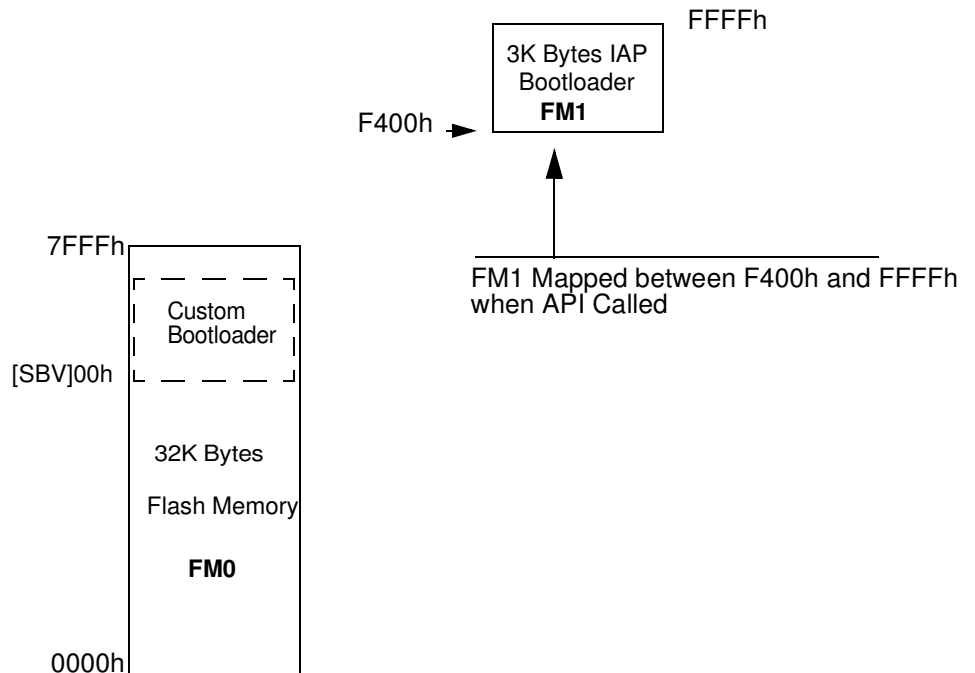 FFFFh
3K Bytes IAP
Bootloader
FM1
F400h
7FFFh
FM1 Mapped between F400h and FFFFh
when API Called
Custom
Bootloader
[SBV]00h
32K Bytes
Flash Memory
FM0
0000h